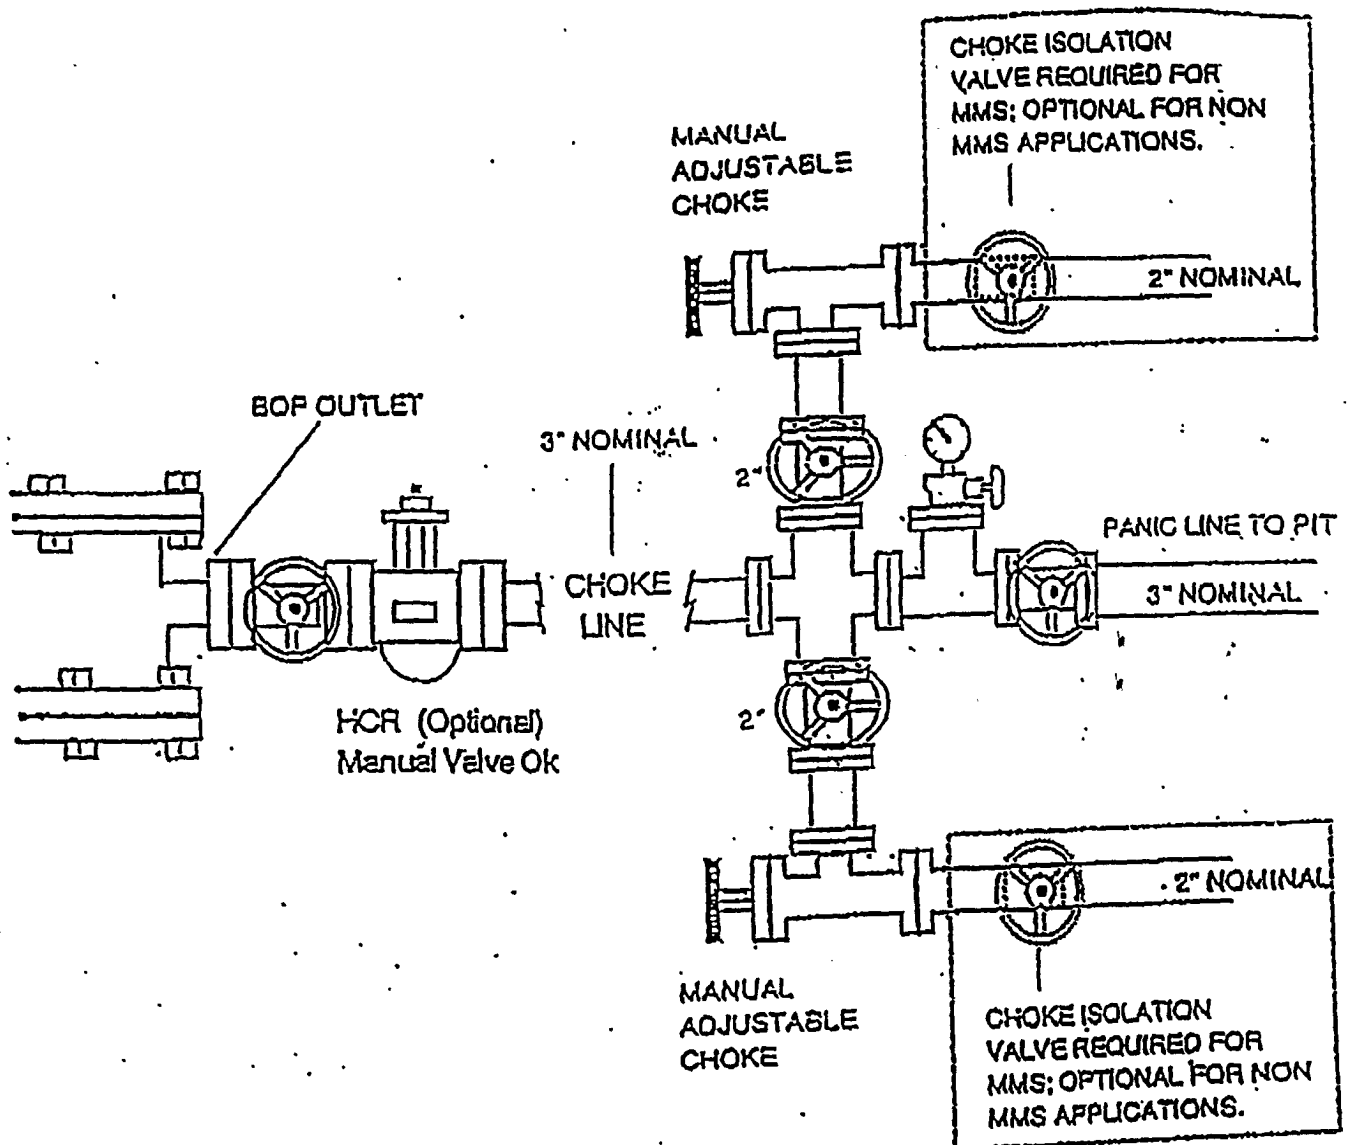 CHOKE ISOLATION
VALVE REQUIRED FOR
MMS; OPTIONAL FOR NON
MMS APPLICATIONS.
MANUAL
ADJUSTABLE
CHOKE
2" NOMINAL
BOP OUTLET
3" NOMINAL
2"
PANIC LINE TO PIT
CHOKE
LINE
3" NOMINAL
HCR (Optional)
Manual Valve Ok
2"
2" NOMINAL
MANUAL
ADJUSTABLE
CHOKE
CHOKE ISOLATION
VALVE REQUIRED FOR
MMS; OPTIONAL FOR NON
MMS APPLICATIONS.